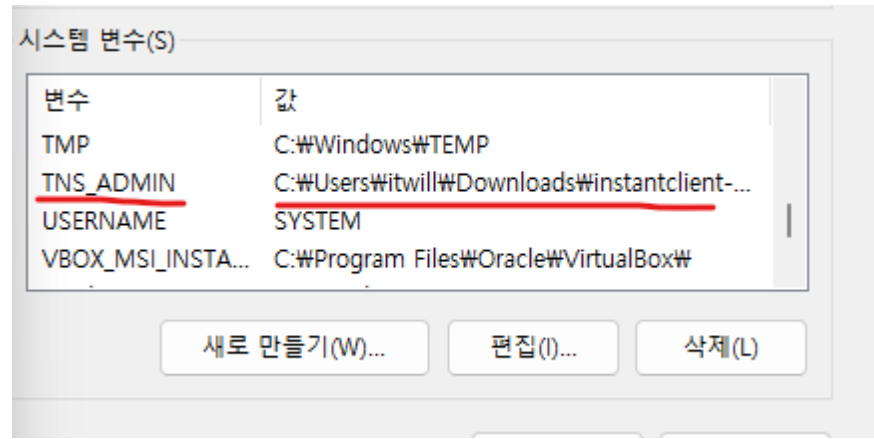 시스템 변수(S)
변수 값
TMP C:₩Windows₩TEMP
TNS_ADMIN C:₩Users₩itwill₩Downloads₩instantclient-...
USERNAME SYSTEM
VBOX_MSI_INSTA... C:₩Program Files₩Oracle₩VirtualBox₩
새로 만들기(W)... 편집(I)... 삭제(L)